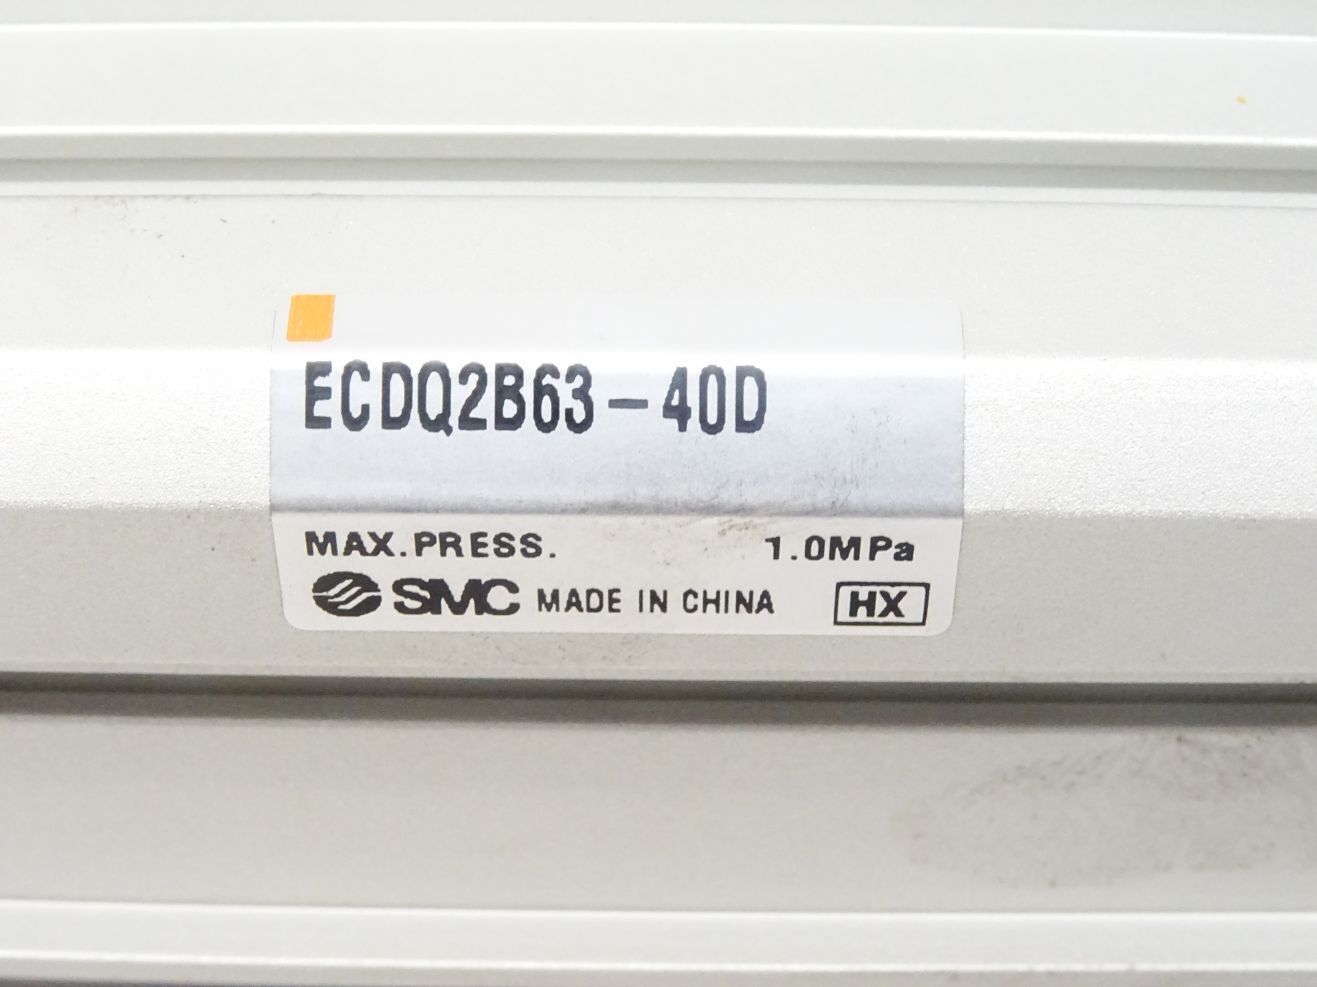 ECDQ2B63-40D
MAX.PRESS. 1.0MPa
SMC MADE IN CHINA HX